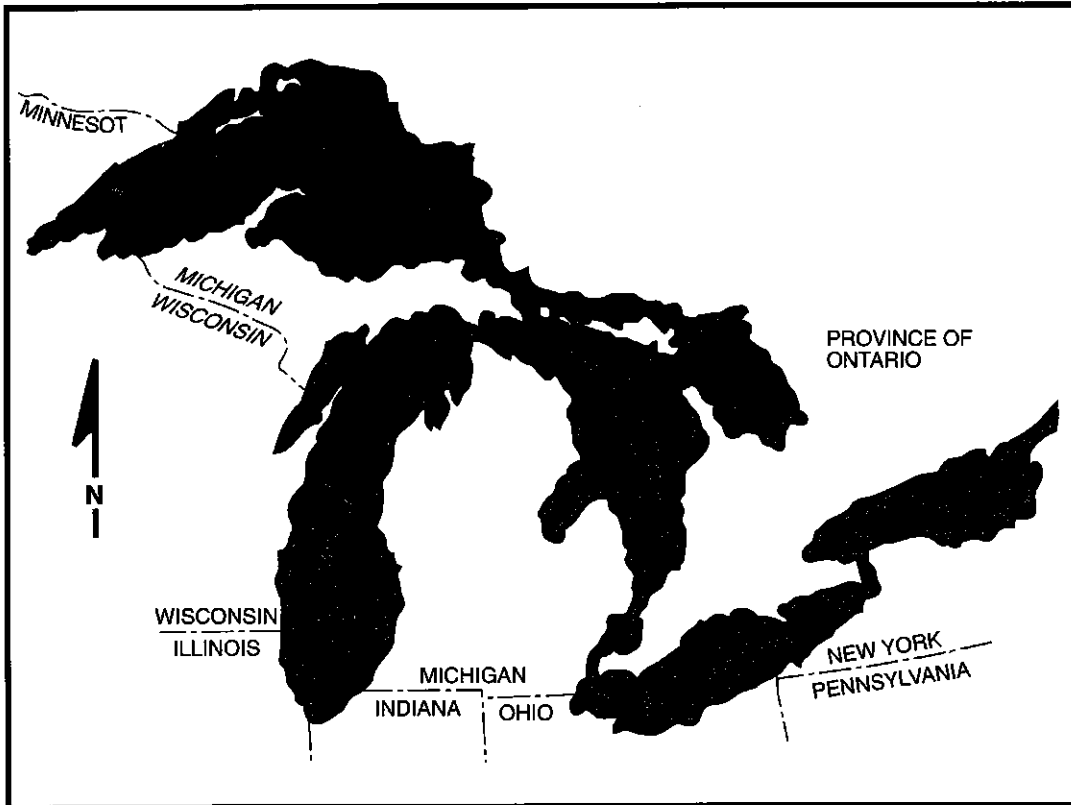 MINNESOT
MICHIGAN
WISCONSIN
PROVINCE OF
ONTARIO
N
WISCONSIN
ILLINOIS
MICHIGAN
INDIANA
OHIO
NEW YORK
PENNSYLVANIA